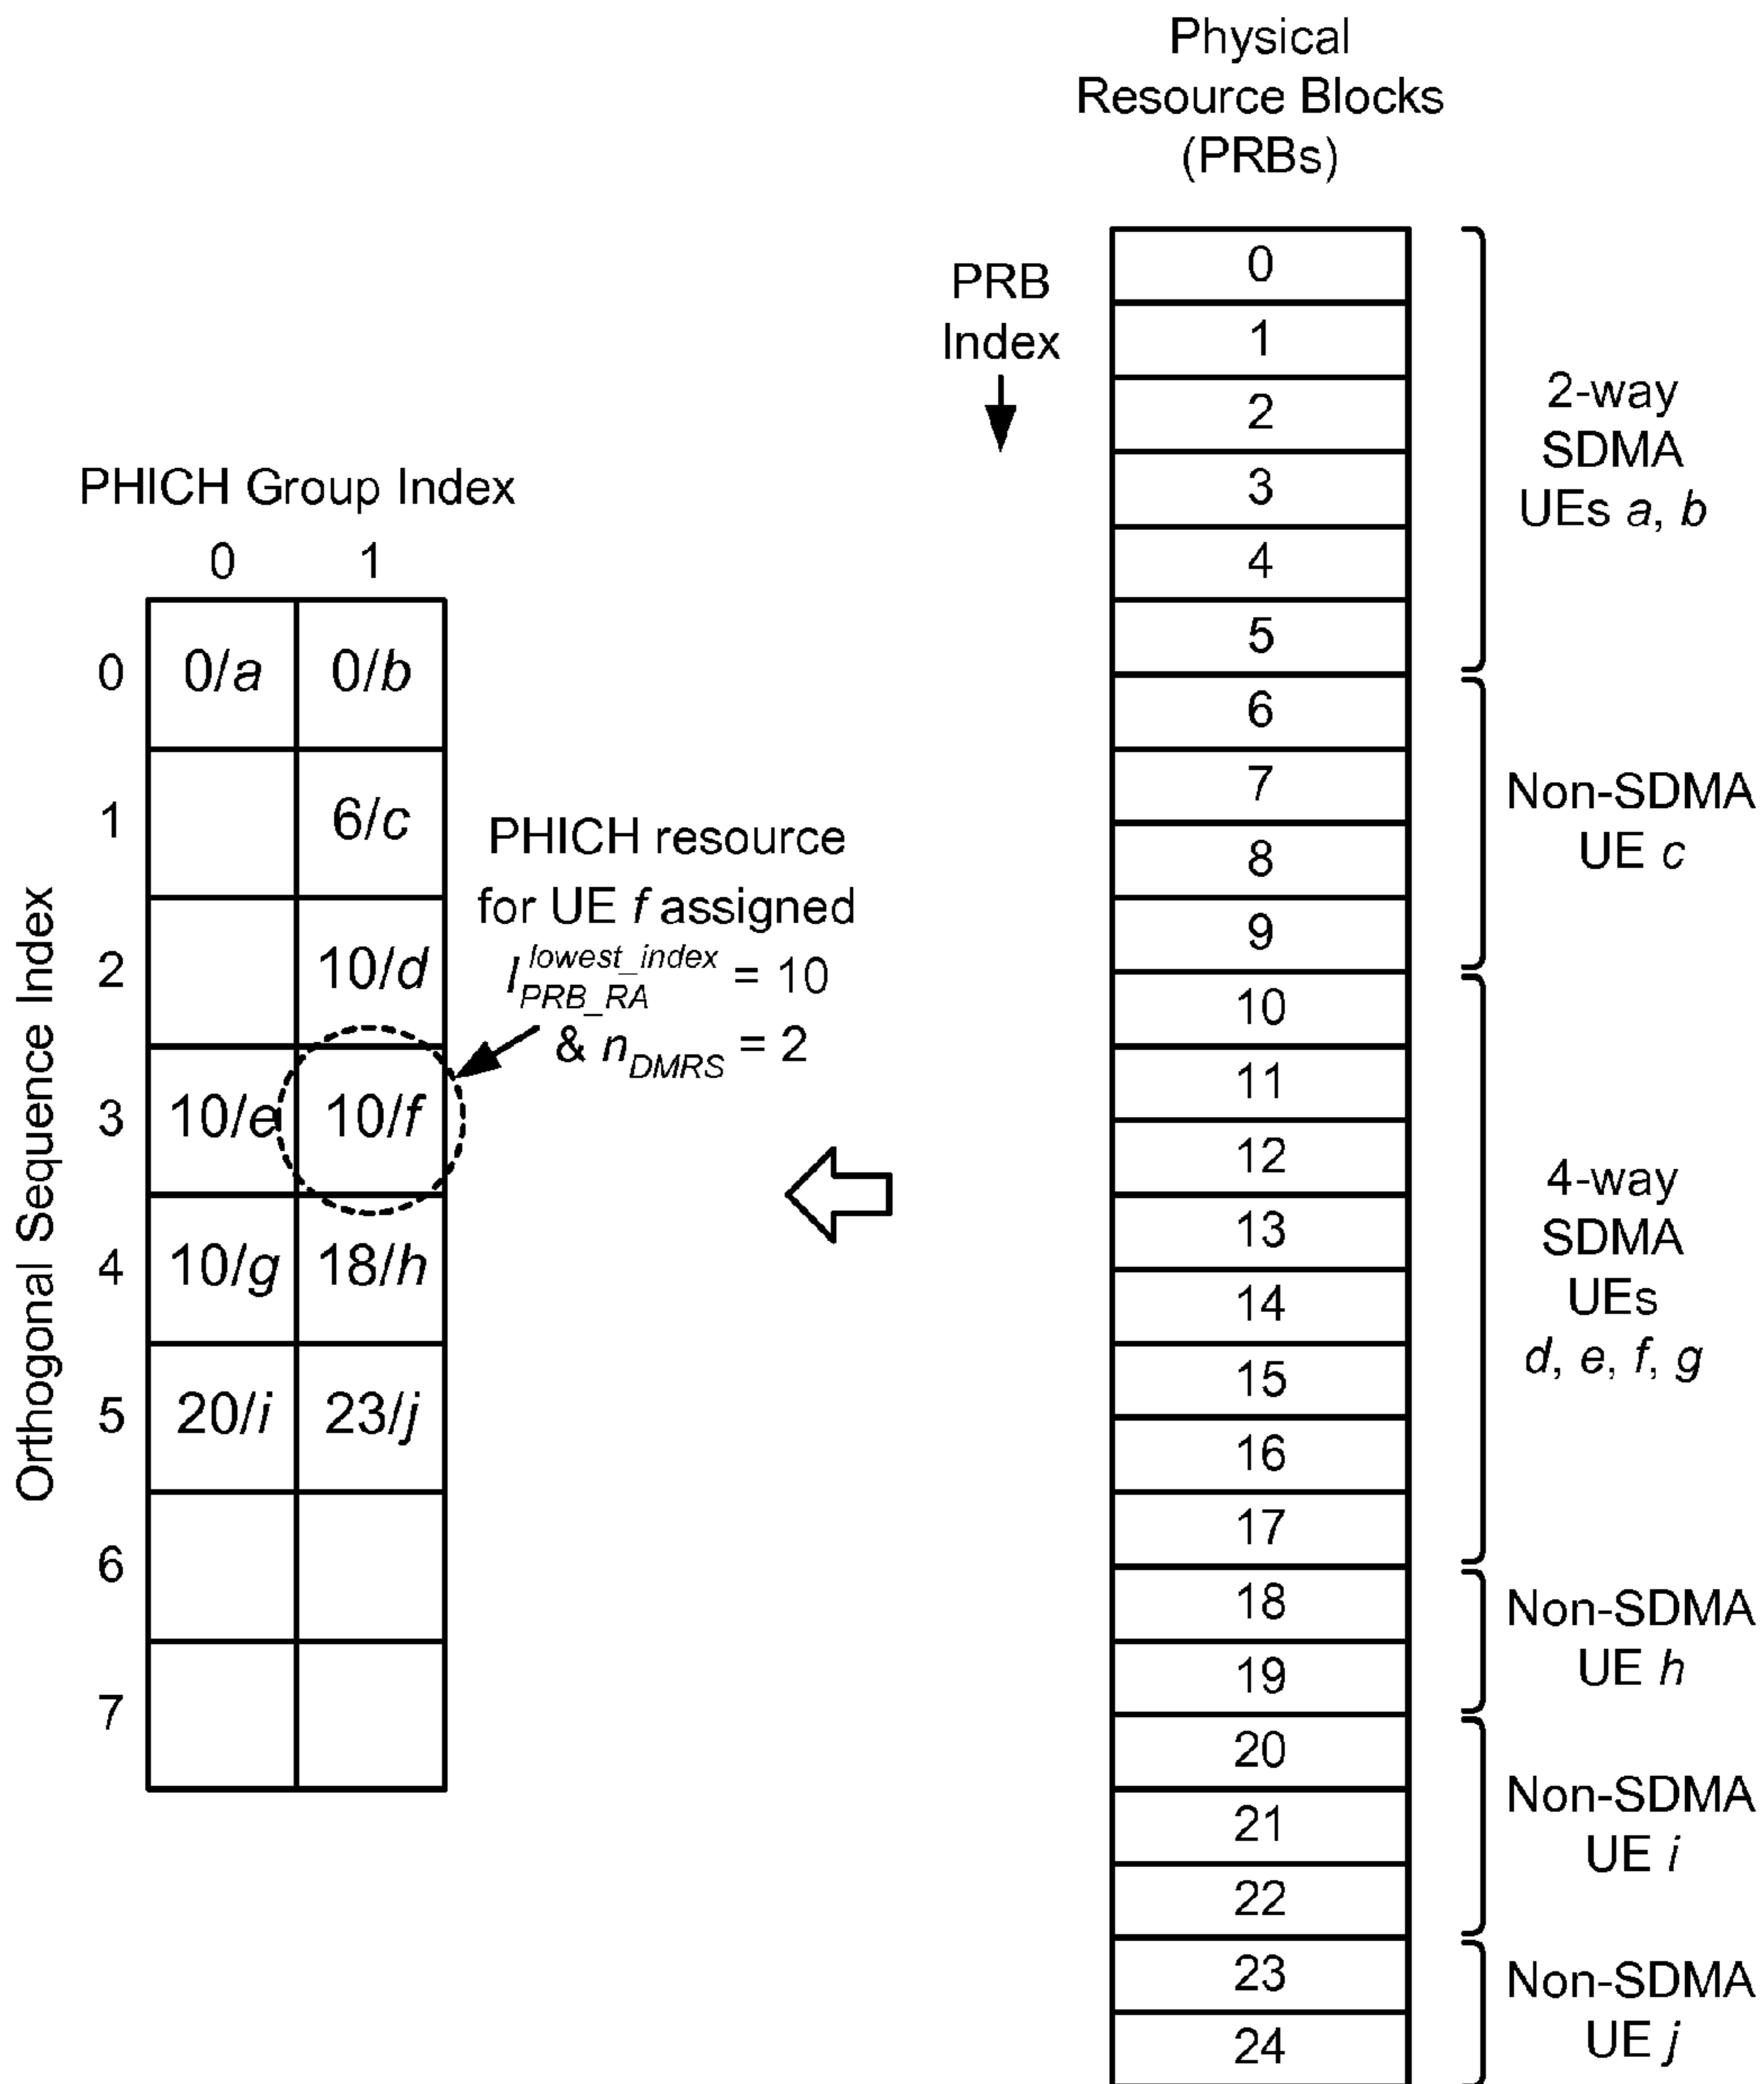 Physical
Resource Blocks
(PRBs)
PRB
Index
0
1
2
3
4
5
6
7
8
9
10
11
12
13
14
15
16
17
18
19
20
21
22
23
24
2-way
SDMA
UEs a, b
Non-SDMA
UE c
4-way
SDMA
UEs
d, e, f, g
Non-SDMA
UE h
Non-SDMA
UE i
Non-SDMA
UE j
PHICH Group Index
0 1
Orthogonal Sequence Index
0 0/a 0/b
1 6/c
2 10/d
3 10/e 10/f
4 10/g 18/h
5 20/i 23/j
6
7
PHICH resource
for UE f assigned
I_{PRB_RA}^{lowest_index} = 10
& n_{DMRS} = 2